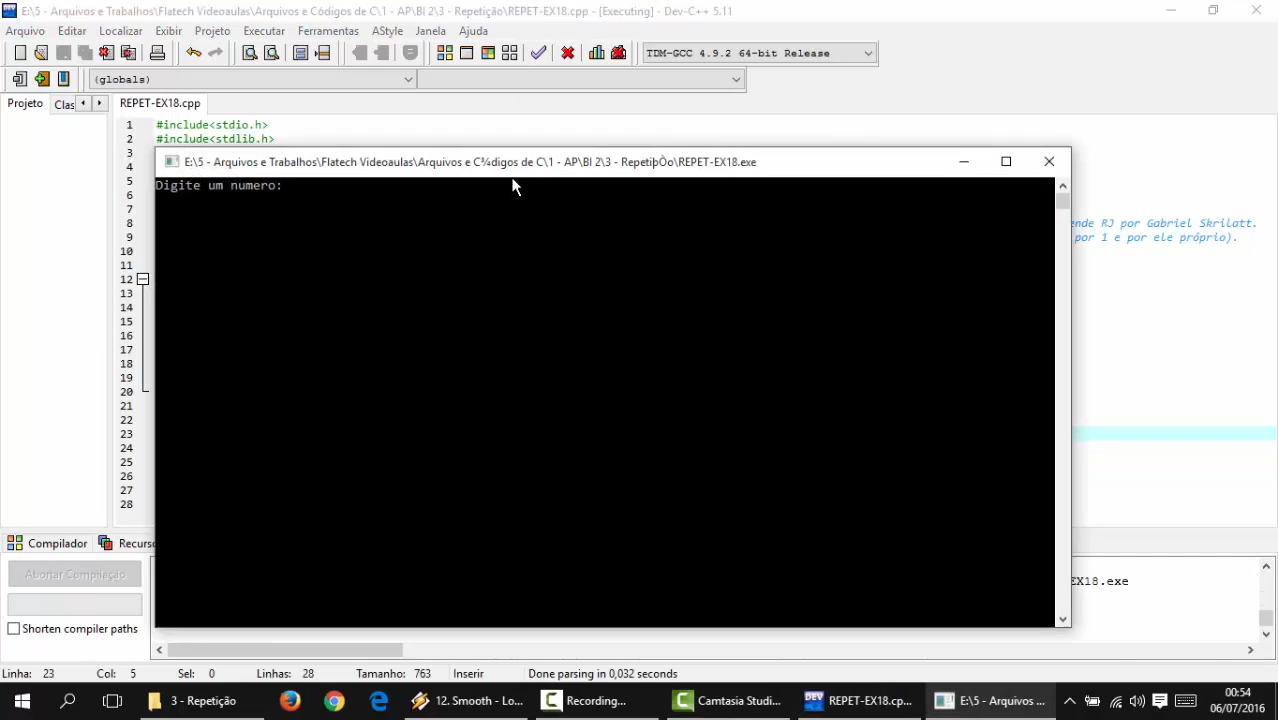 E:\5 - Arquivos e Trabalhos\Flatech Videoaulas\Arquivos e Códigos de C\1 - AP\BI 2\3 - Repetição\REPET-EX18.cpp - [Executing] - Dev-C++ 5.11
Arquivo Editar Localizar Exibir Projeto Executar Ferramentas AStyle Janela Ajuda
TDM-GCC 4.9.2 64-bit Release
(globals)
Projeto Clas REPET-EX18.cpp
1 #include<stdio.h>
2 #include<stdlib.h>
3
E:\5 - Arquivos e Trabalhos\Flatech Videoaulas\Arquivos e C¾digos de C\1 - AP\BI 2\3 - RepetiþÒo\REPET-EX18.exe
4
Digite um numero:
5
6
7
8 ende RJ por Gabriel Skrilatt.
9 por 1 e por ele próprio).
10
11
12
13
14
15
16
17
18
19
20
21
22
23
24
25
26
27
28
Compilador Recurso
Abortar Compilação
EX18.exe
Shorten compiler paths
Linha: 23 Col: 5 Sel: 0 Linhas: 28 Tamanho: 763 Inserir Done parsing in 0,032 seconds
3 - Repetição 12. Smooth - Lo... Recording... Camtasia Studi... DEV REPET-EX18.cp... E:\5 - Arquivos ... 00:54
06/07/2016